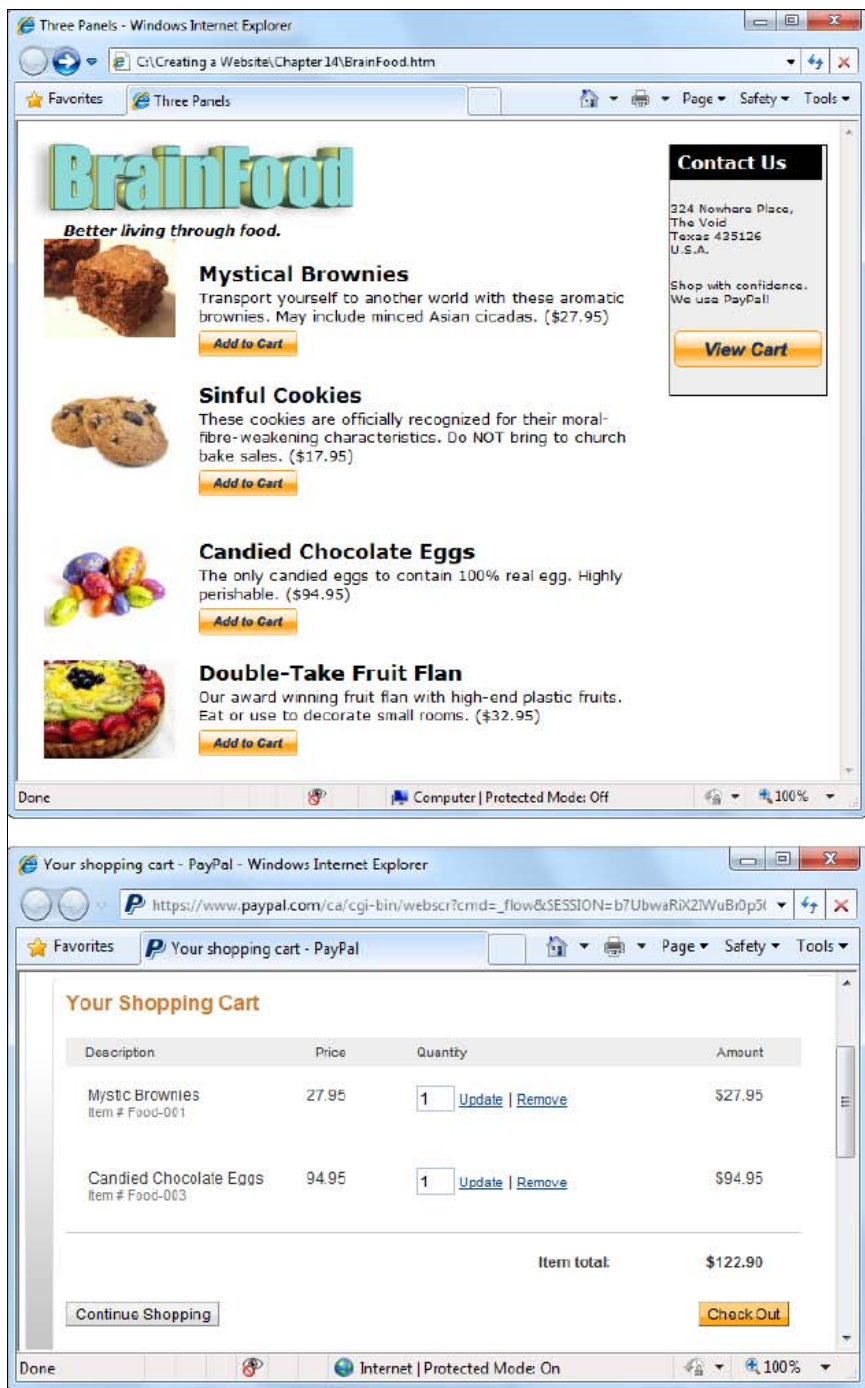 Three Panels - Windows Internet Explorer
C:\Creating a Website\Chapter 14\BrainFood.htm
Favorites
Three Panels
Page
Safety
Tools
BrainFood
Better living through food.
Mystical Brownies
Transport yourself to another world with these aromatic
brownies. May include minced Asian cicadas. ($27.95)
Add to Cart
Sinful Cookies
These cookies are officially recognized for their moral-
fibre-weakening characteristics. Do NOT bring to church
bake sales. ($17.95)
Add to Cart
Candied Chocolate Eggs
The only candied eggs to contain 100% real egg. Highly
perishable. ($94.95)
Add to Cart
Double-Take Fruit Flan
Our award winning fruit flan with high-end plastic fruits.
Eat or use to decorate small rooms. ($32.95)
Add to Cart
Contact Us
324 Nowhere Place,
The Void
Texas 435126
U.S.A.
Shop with confidence.
We use PayPal!
View Cart
Done
Computer | Protected Mode: Off
100%
Your shopping cart - PayPal - Windows Internet Explorer
https://www.paypal.com/ca/cgi-bin/webscr?cmd=_flow&SESSION=
Favorites
Your shopping cart - PayPal
Page
Safety
Tools
Your Shopping Cart
Description Price Quantity Amount
Mystic Brownies 27.95 1 Update | Remove $27.95
Item # Food-001
Candied Chocolate Eggs 94.95 1 Update | Remove $94.95
Item # Food-003
Item total: $122.90
Continue Shopping
Check Out
Done
Internet | Protected Mode: On
100%